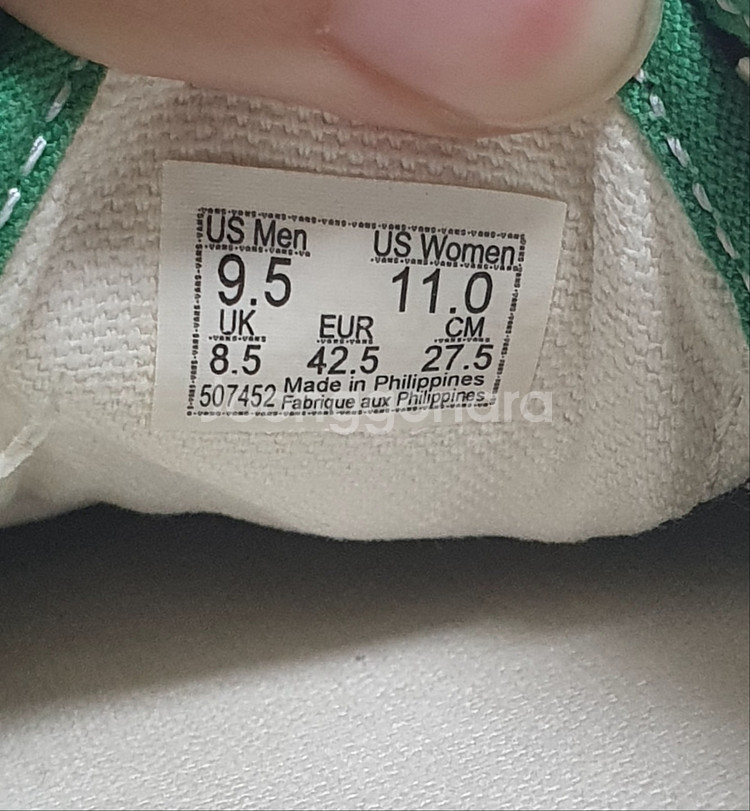 US Men US Women
9.5 11.0
UK EUR CM
8.5 42.5 27.5
507452 Made in Philippines
Fabrique aux Philippines